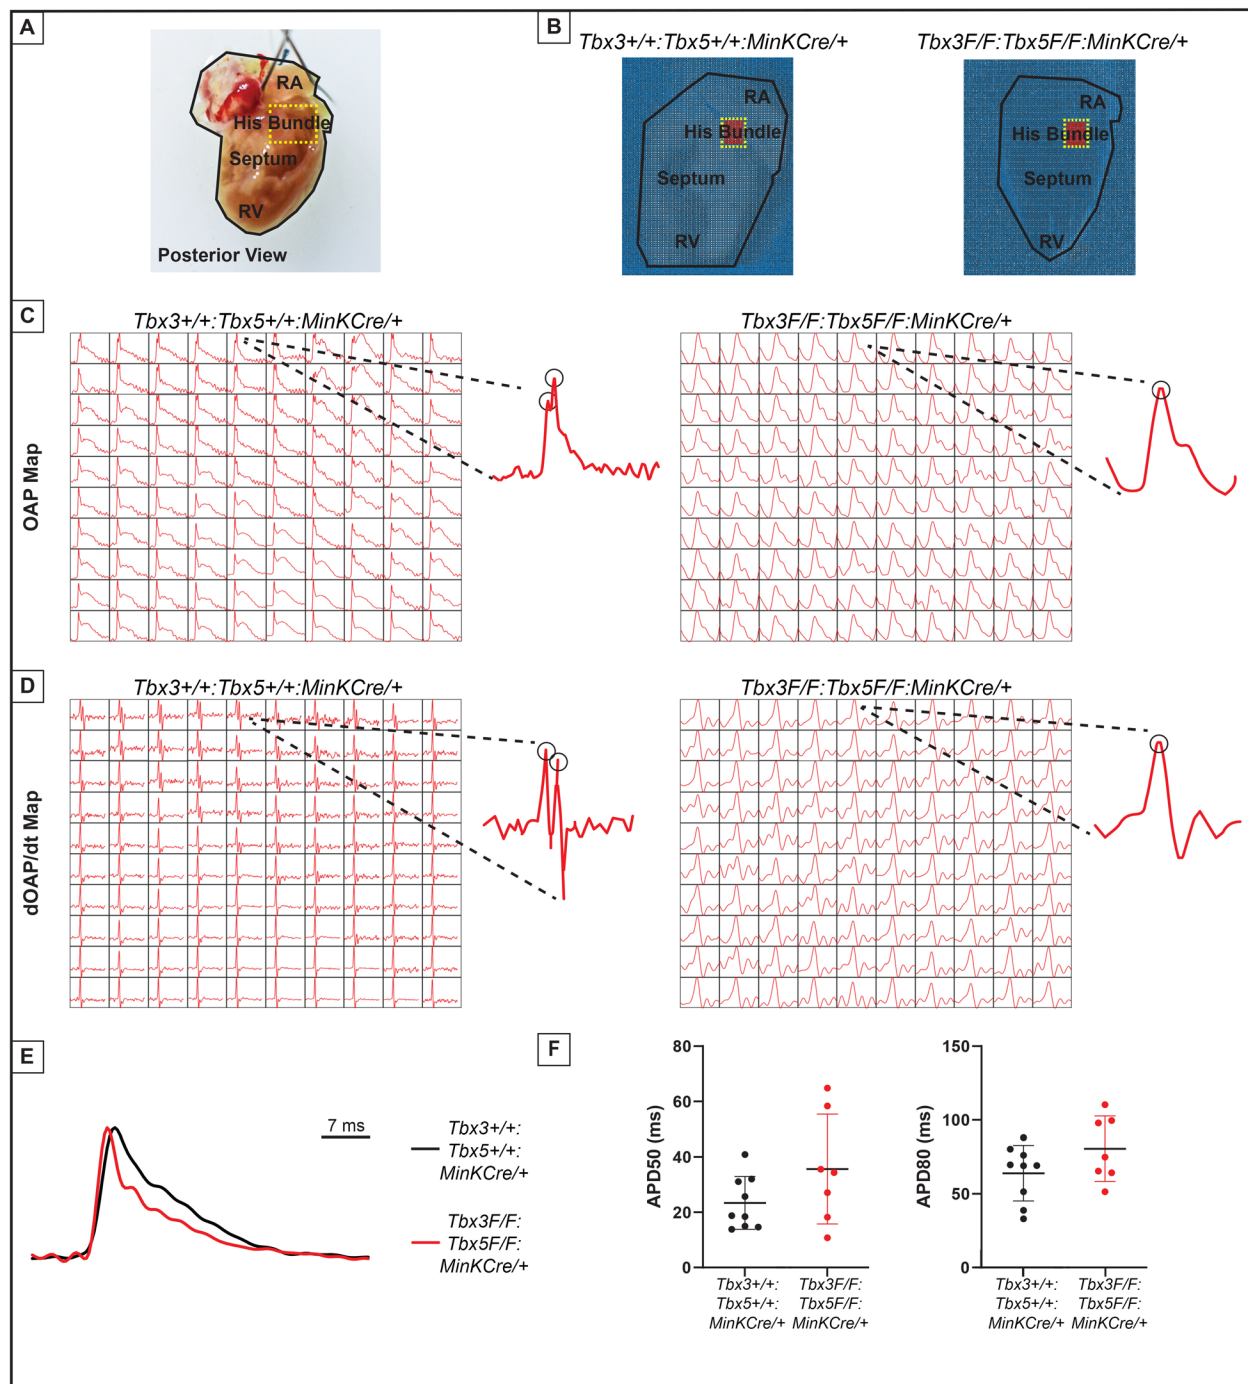 A
RA
His Bundle
Septum
RV
Posterior View
B
Tbx3+/+:Tbx5+/+:MinKCre/+
RA
His Bundle
Septum
RV
Tbx3F/F:Tbx5F/F:MinKCre/+
RA
His Bundle
Septum
RV
C
OAP Map
Tbx3+/+:Tbx5+/+:MinKCre/+
Tbx3F/F:Tbx5F/F:MinKCre/+
D
dOAP/dt Map
Tbx3+/+:Tbx5+/+:MinKCre/+
Tbx3F/F:Tbx5F/F:MinKCre/+
E
7 ms
Tbx3+/+:
Tbx5+/+:
MinKCre/+
Tbx3F/F:
Tbx5F/F:
MinKCre/+
F
APD50 (ms)
80
60
40
20
0
Tbx3+/+:
Tbx5+/+:
MinKCre/+
Tbx3F/F:
Tbx5F/F:
MinKCre/+
APD80 (ms)
150
100
50
0
Tbx3+/+:
Tbx5+/+:
MinKCre/+
Tbx3F/F:
Tbx5F/F:
MinKCre/+